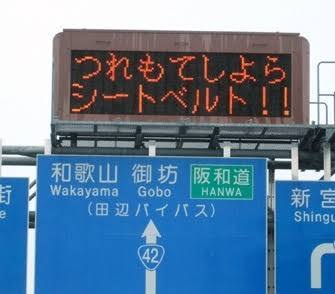 つれもてしよら
シートベルト!!
和歌山 御坊 阪和道
Wakayama Gobo HANWA
(田辺バイパス)
42
街
新宮
Shingu